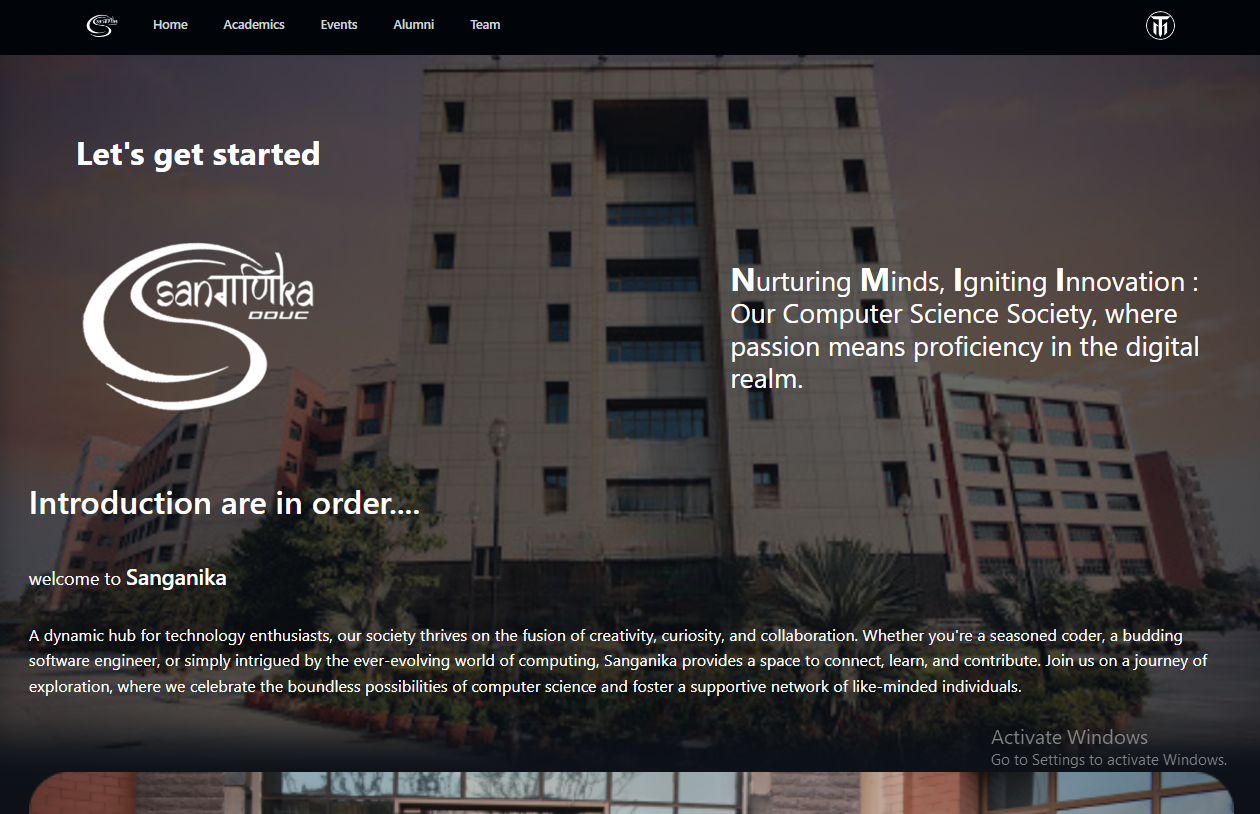 Home Academics Events Alumni Team
Let's get started
sanगणिka
DDUC
Nurturing Minds, Igniting Innovation :
Our Computer Science Society, where
passion means proficiency in the digital
realm.
Introduction are in order....
welcome to Sanganika
A dynamic hub for technology enthusiasts, our society thrives on the fusion of creativity, curiosity, and collaboration. Whether you're a seasoned coder, a budding
software engineer, or simply intrigued by the ever-evolving world of computing, Sanganika provides a space to connect, learn, and contribute. Join us on a journey of
exploration, where we celebrate the boundless possibilities of computer science and foster a supportive network of like-minded individuals.
Activate Windows
Go to Settings to activate Windows.